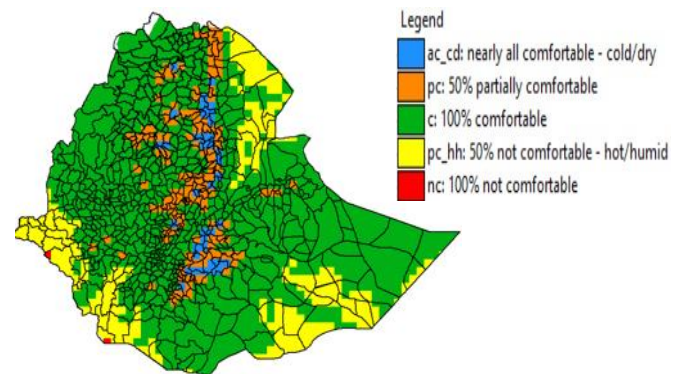 Legend
ac_cd: nearly all comfortable - cold/dry
pc: 50% partially comfortable
c: 100% comfortable
pc_hh: 50% not comfortable - hot/humid
nc: 100% not comfortable